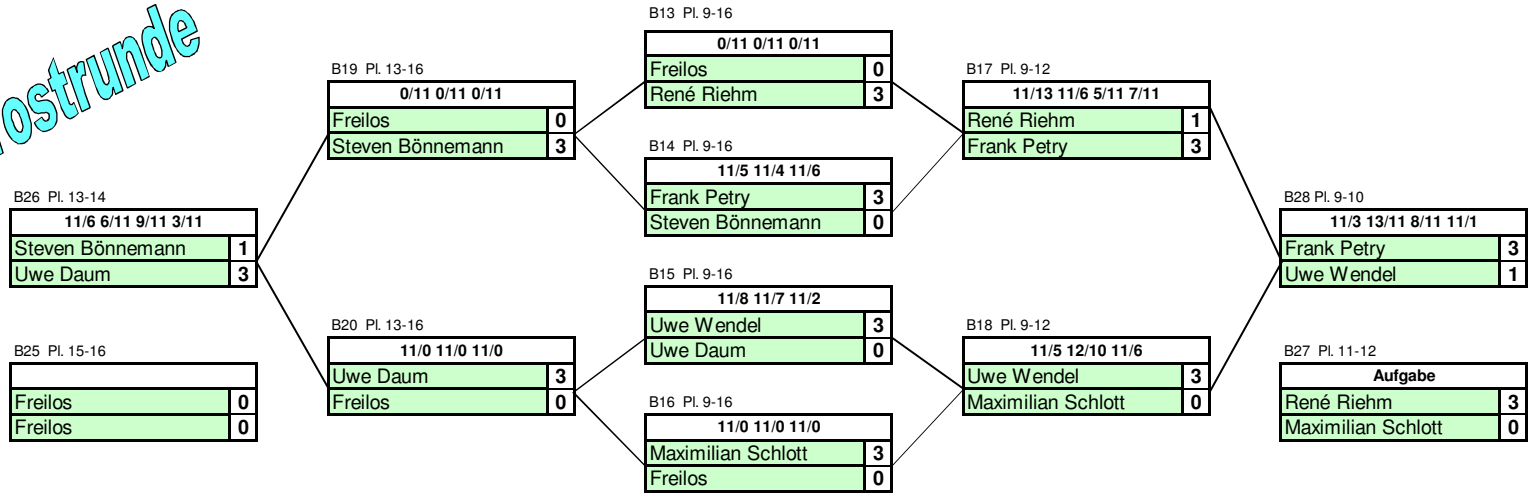 ostrunde
B26 Pl. 13-14
11/6 6/11 9/11 3/11
Steven Bönnemann 1
Uwe Daum 3
B25 Pl. 15-16
Freilos 0
Freilos 0
B19 Pl. 13-16
0/11 0/11 0/11
Freilos 0
Steven Bönnemann 3
B20 Pl. 13-16
11/0 11/0 11/0
Uwe Daum 3
Freilos 0
B13 Pl. 9-16
0/11 0/11 0/11
Freilos 0
René Riehm 3
B14 Pl. 9-16
11/5 11/4 11/6
Frank Petry 3
Steven Bönnemann 0
B15 Pl. 9-16
11/8 11/7 11/2
Uwe Wendel 3
Uwe Daum 0
B16 Pl. 9-16
11/0 11/0 11/0
Maximilian Schlott 3
Freilos 0
B17 Pl. 9-12
11/13 11/6 5/11 7/11
René Riehm 1
Frank Petry 3
B18 Pl. 9-12
11/5 12/10 11/6
Uwe Wendel 3
Maximilian Schlott 0
B28 Pl. 9-10
11/3 13/11 8/11 11/1
Frank Petry 3
Uwe Wendel 1
B27 Pl. 11-12
Aufgabe
René Riehm 3
Maximilian Schlott 0